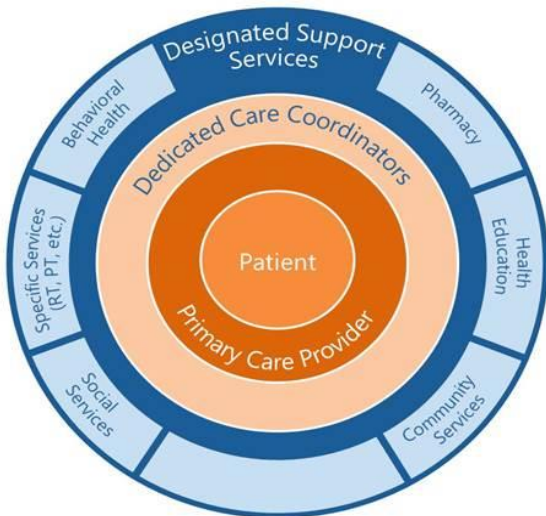 Designated Support
Services
Behavioral
Health
Pharmacy
Dedicated Care Coordinators
Specific Services
(RT, PT, etc.)
Health
Education
Patient
Primary Care Provider
Social
Services
Community
Services